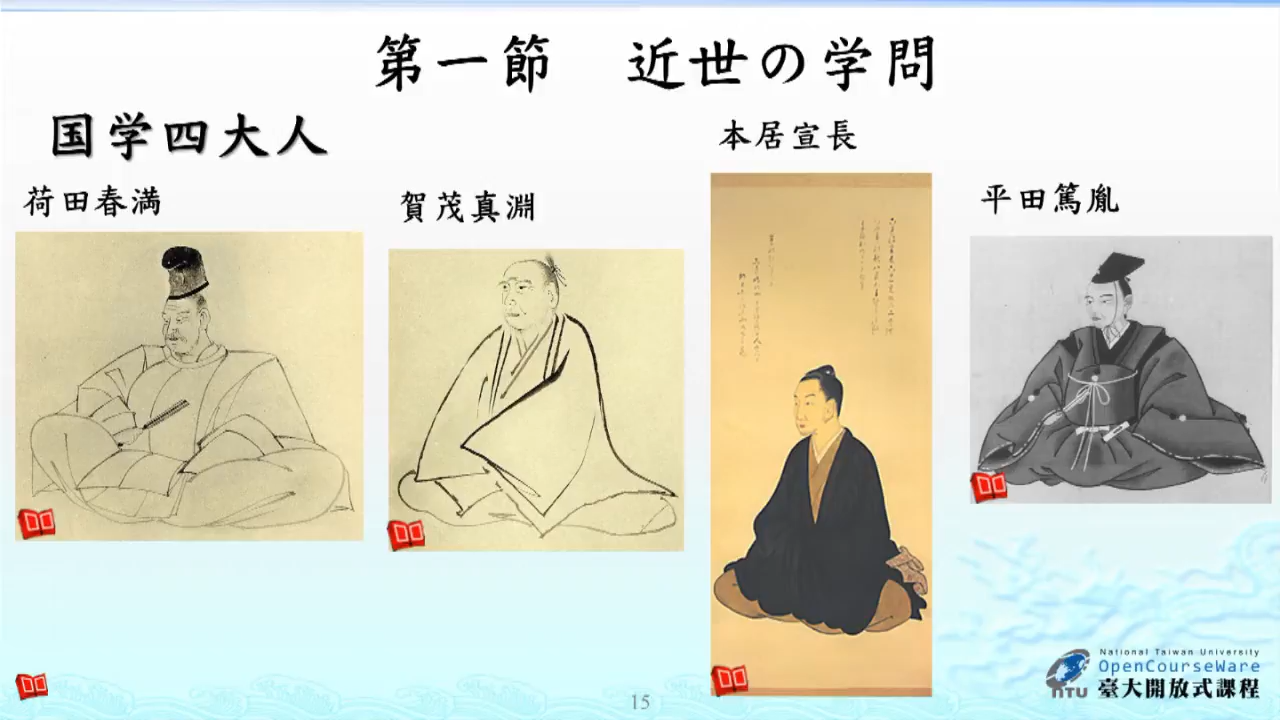 第一節　近世の学問
国学四大人
荷田春満
賀茂真淵
本居宣長
平田篤胤
National Taiwan University
OpenCourseWare
NTU 臺大開放式課程
15